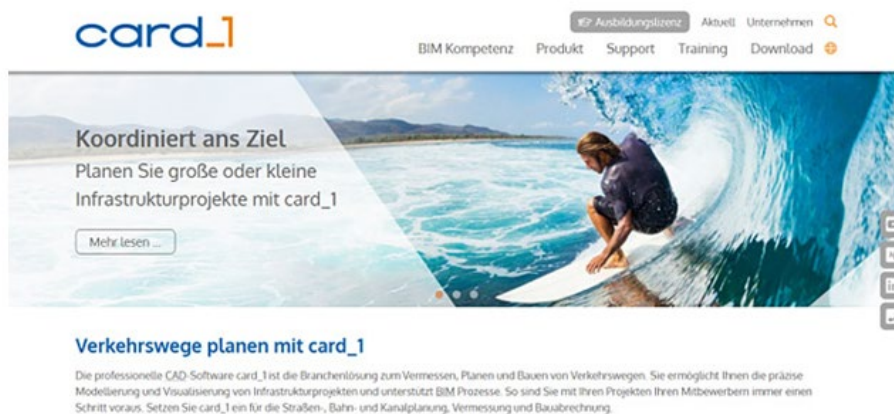 card_1
Ausbildungslizenz Aktuell Unternehmen
BIM Kompetenz Produkt Support Training Download
Koordiniert ans Ziel
Planen Sie große oder kleine
Infrastrukturprojekte mit card_1
Mehr lesen ...
Verkehrswege planen mit card_1
Die professionelle CAD-Software card_1 ist die Branchenlösung zum Vermessen, Planen und Bauen von Verkehrswegen. Sie ermöglicht Ihnen die präzise
Modellierung und Visualisierung von Infrastrukturprojekten und unterstützt BIM Prozesse. So sind Sie mit Ihren Projekten Ihren Mitbewerbern immer einen
Schritt voraus. Setzen Sie card_1 ein für die Straßen-, Bahn- und Kanalplanung, Vermessung und Bauabrechnung.